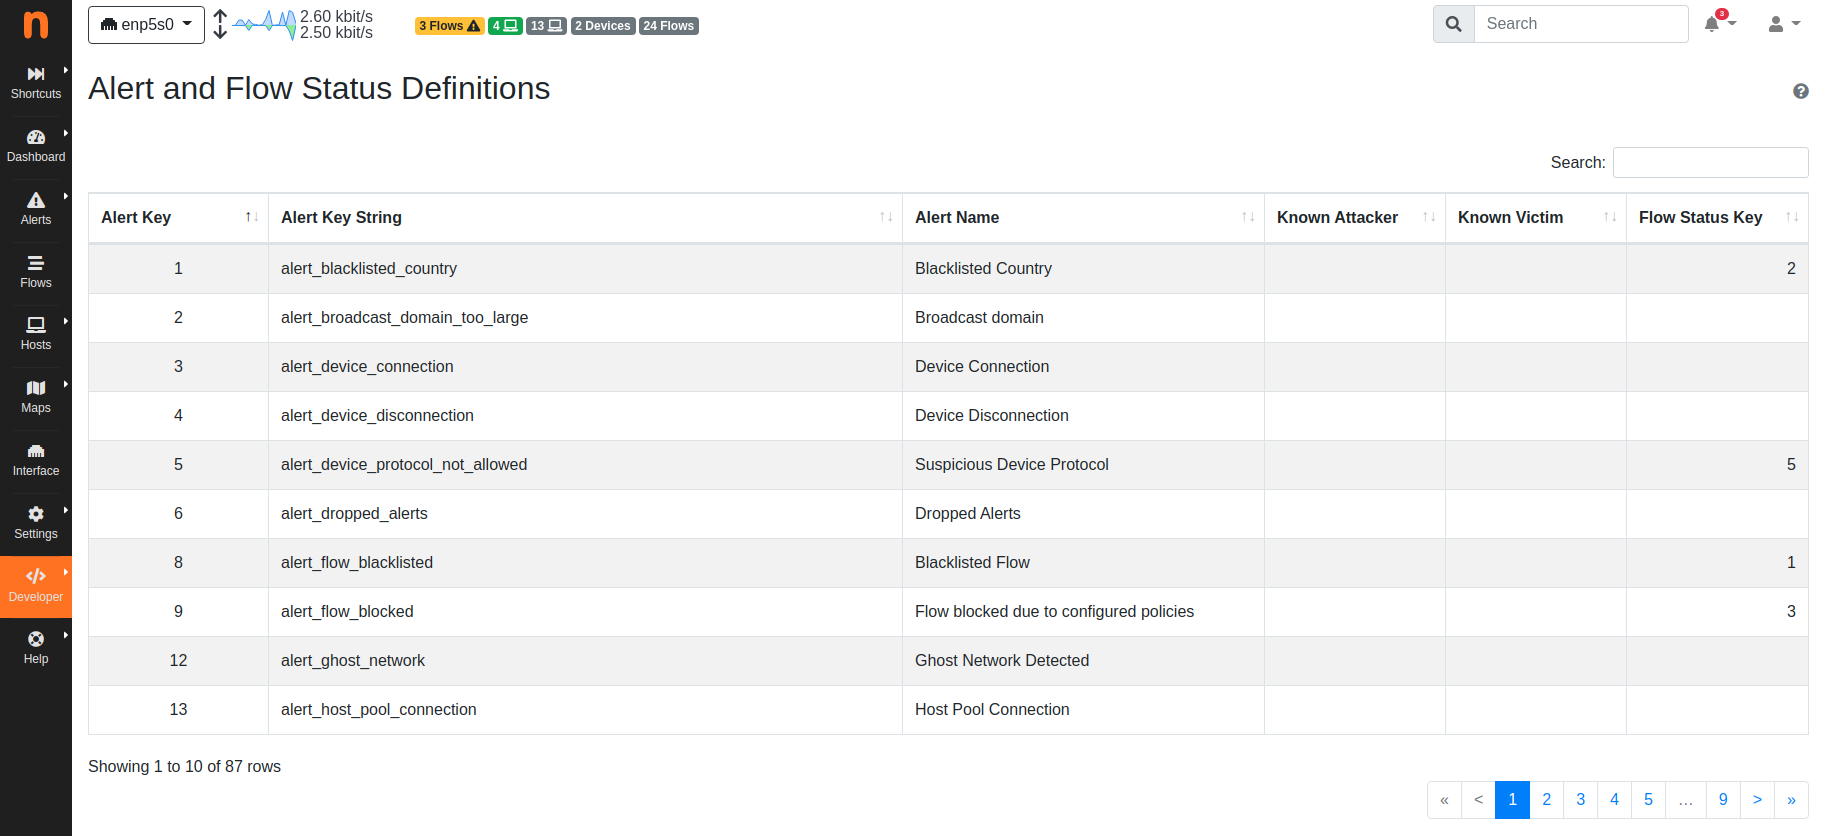 n enp5s0 2.60 kbit/s 3 Flows 4 13 2 Devices 24 Flows Search 3
2.50 kbit/s
Shortcuts
Dashboard
Alerts
Flows
Hosts
Maps
Interface
Settings
Developer
Help
Alert and Flow Status Definitions
Search:
Alert Key Alert Key String Alert Name Known Attacker Known Victim Flow Status Key
1 alert_blacklisted_country Blacklisted Country 2
2 alert_broadcast_domain_too_large Broadcast domain
3 alert_device_connection Device Connection
4 alert_device_disconnection Device Disconnection
5 alert_device_protocol_not_allowed Suspicious Device Protocol 5
6 alert_dropped_alerts Dropped Alerts
8 alert_flow_blacklisted Blacklisted Flow 1
9 alert_flow_blocked Flow blocked due to configured policies 3
12 alert_ghost_network Ghost Network Detected
13 alert_host_pool_connection Host Pool Connection
Showing 1 to 10 of 87 rows
« < 1 2 3 4 5 … 9 > »